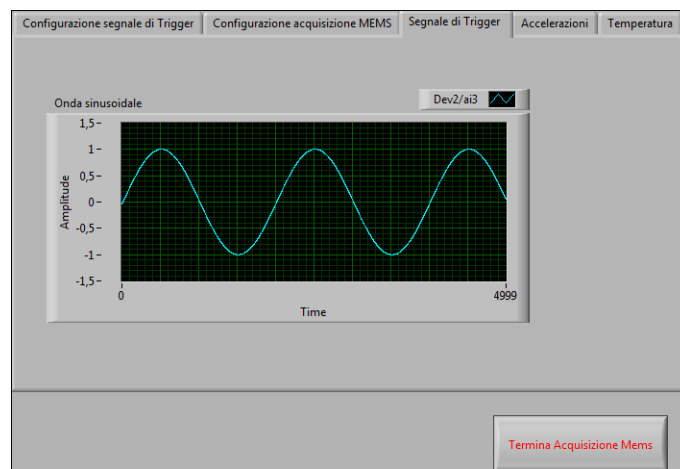 Configurazione segnale di Trigger
Configurazione acquisizione MEMS
Segnale di Trigger
Accelerazioni
Temperatura
Onda sinusoidale
Dev2/ai3
1,5
1
0,5
0
-0,5
-1
-1,5
Amplitude
0
4999
Time
Termina Acquisizione Mems